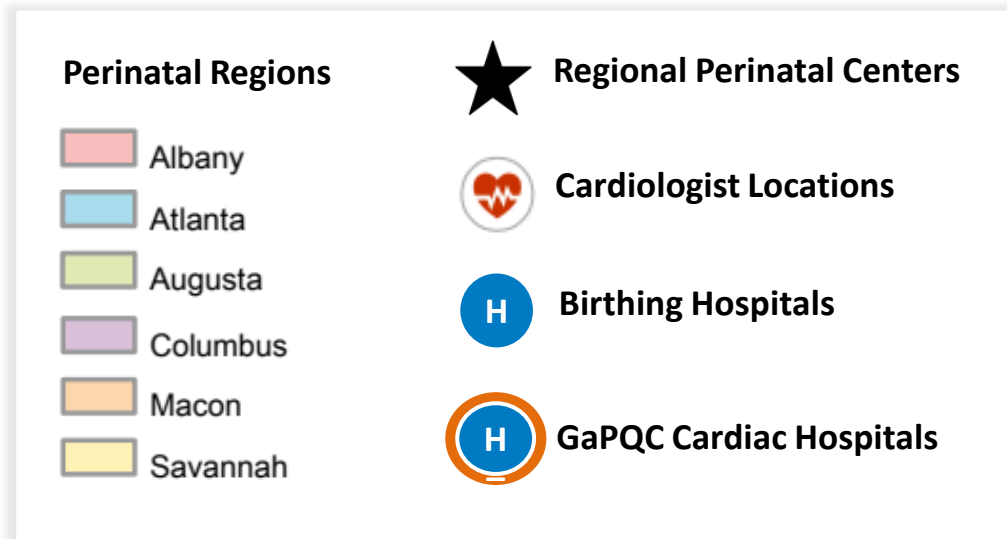 Perinatal Regions
Albany
Atlanta
Augusta
Columbus
Macon
Savannah
Regional Perinatal Centers
Cardiologist Locations
H
Birthing Hospitals
H
GaPQC Cardiac Hospitals